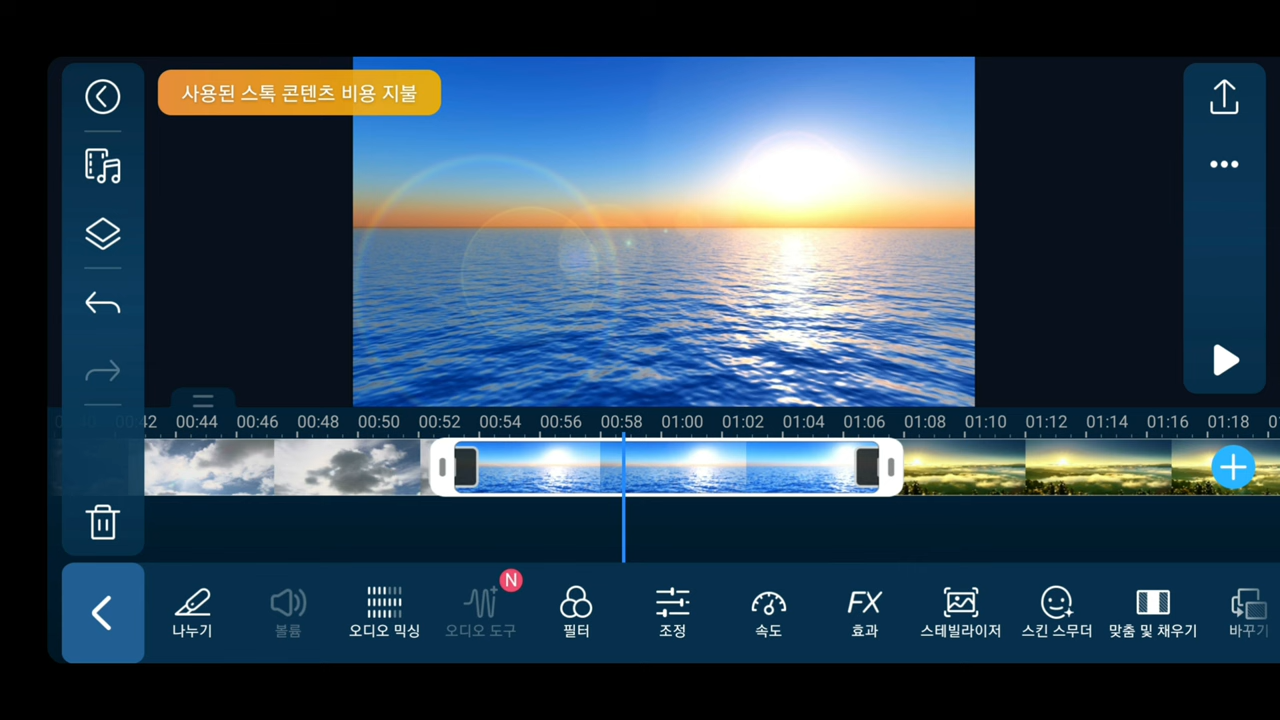 사용된 스톡 콘텐츠 비용 지불
00:42 00:44 00:46 00:48 00:50 00:52 00:54 00:56 00:58 01:00 01:02 01:04 01:06 01:08 01:10 01:12 01:14 01:16 01:18
N
나누기 볼륨 오디오 믹싱 오디오 도구 필터 조정 속도 FX 효과 스테빌라이저 스킨 스무더 맞춤 및 채우기 바꾸기